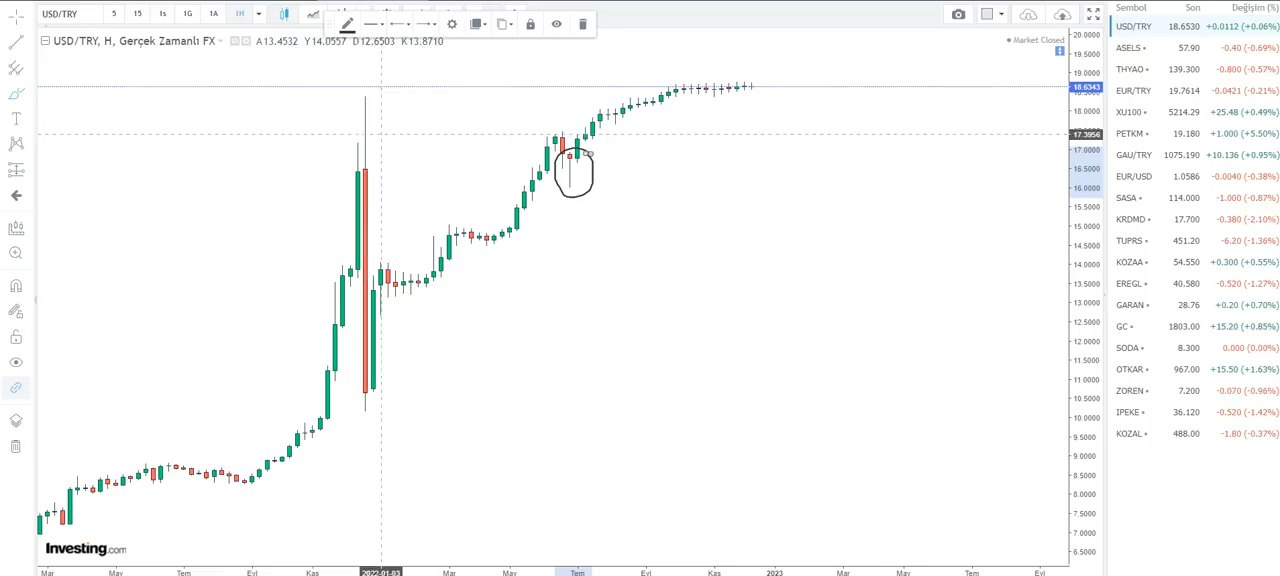 USD/TRY 5 15 1s 1G 1A 1H
USD/TRY, H, Gerçek Zamanlı FX A13.4532 Y14.0557 D12.6503 K13.8710
Market Closed
20.0000
19.5000
19.0000
18.6343
18.5000
18.0000
17.3956
17.0000
16.5000
16.0000
15.5000
15.0000
14.5000
14.0000
13.5000
13.0000
12.5000
12.0000
11.5000
11.0000
10.5000
10.0000
9.5000
9.0000
8.5000
8.0000
7.5000
7.0000
6.5000
Investing.com
Mar May Tem Eyl Kas 2022-01-03 Mar May Tem Eyl Kas 2023 Mar May Tem Eyl
Sembol Son Değişim (%)
USD/TRY 18.6530 +0.0112 (+0.06%)
ASELS 57.90 -0.40 (-0.69%)
THYAO 139.300 -0.800 (-0.57%)
EUR/TRY 19.7614 -0.0421 (-0.21%)
XU100 5214.29 +25.48 (+0.49%)
PETKM 19.180 +1.000 (+5.50%)
GAU/TRY 1075.190 +10.136 (+0.95%)
EUR/USD 1.0586 -0.0040 (-0.38%)
SASA 114.000 -1.000 (-0.87%)
KRDMD 17.700 -0.380 (-2.10%)
TUPRS 451.20 -6.20 (-1.36%)
KOZAA 54.550 +0.300 (+0.55%)
EREGL 40.580 -0.520 (-1.27%)
GARAN 28.76 +0.20 (+0.70%)
GC 1803.00 +15.20 (+0.85%)
SODA 8.300 0.000 (0.00%)
OTKAR 967.00 +15.50 (+1.63%)
ZOREN 7.200 -0.070 (-0.96%)
IPEKE 36.120 -0.520 (-1.42%)
KOZAL 488.00 -1.80 (-0.37%)